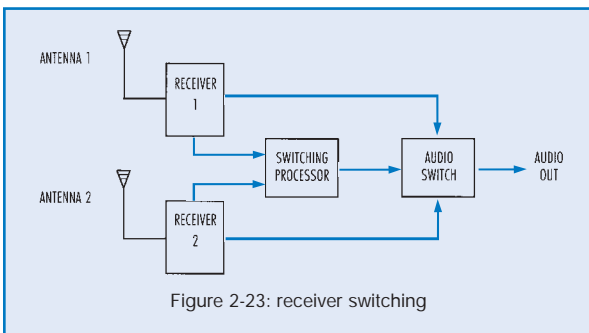 ANTENNA 1
RECEIVER
1
SWITCHING
PROCESSOR
AUDIO
SWITCH
AUDIO
OUT
ANTENNA 2
RECEIVER
2
Figure 2-23: receiver switching